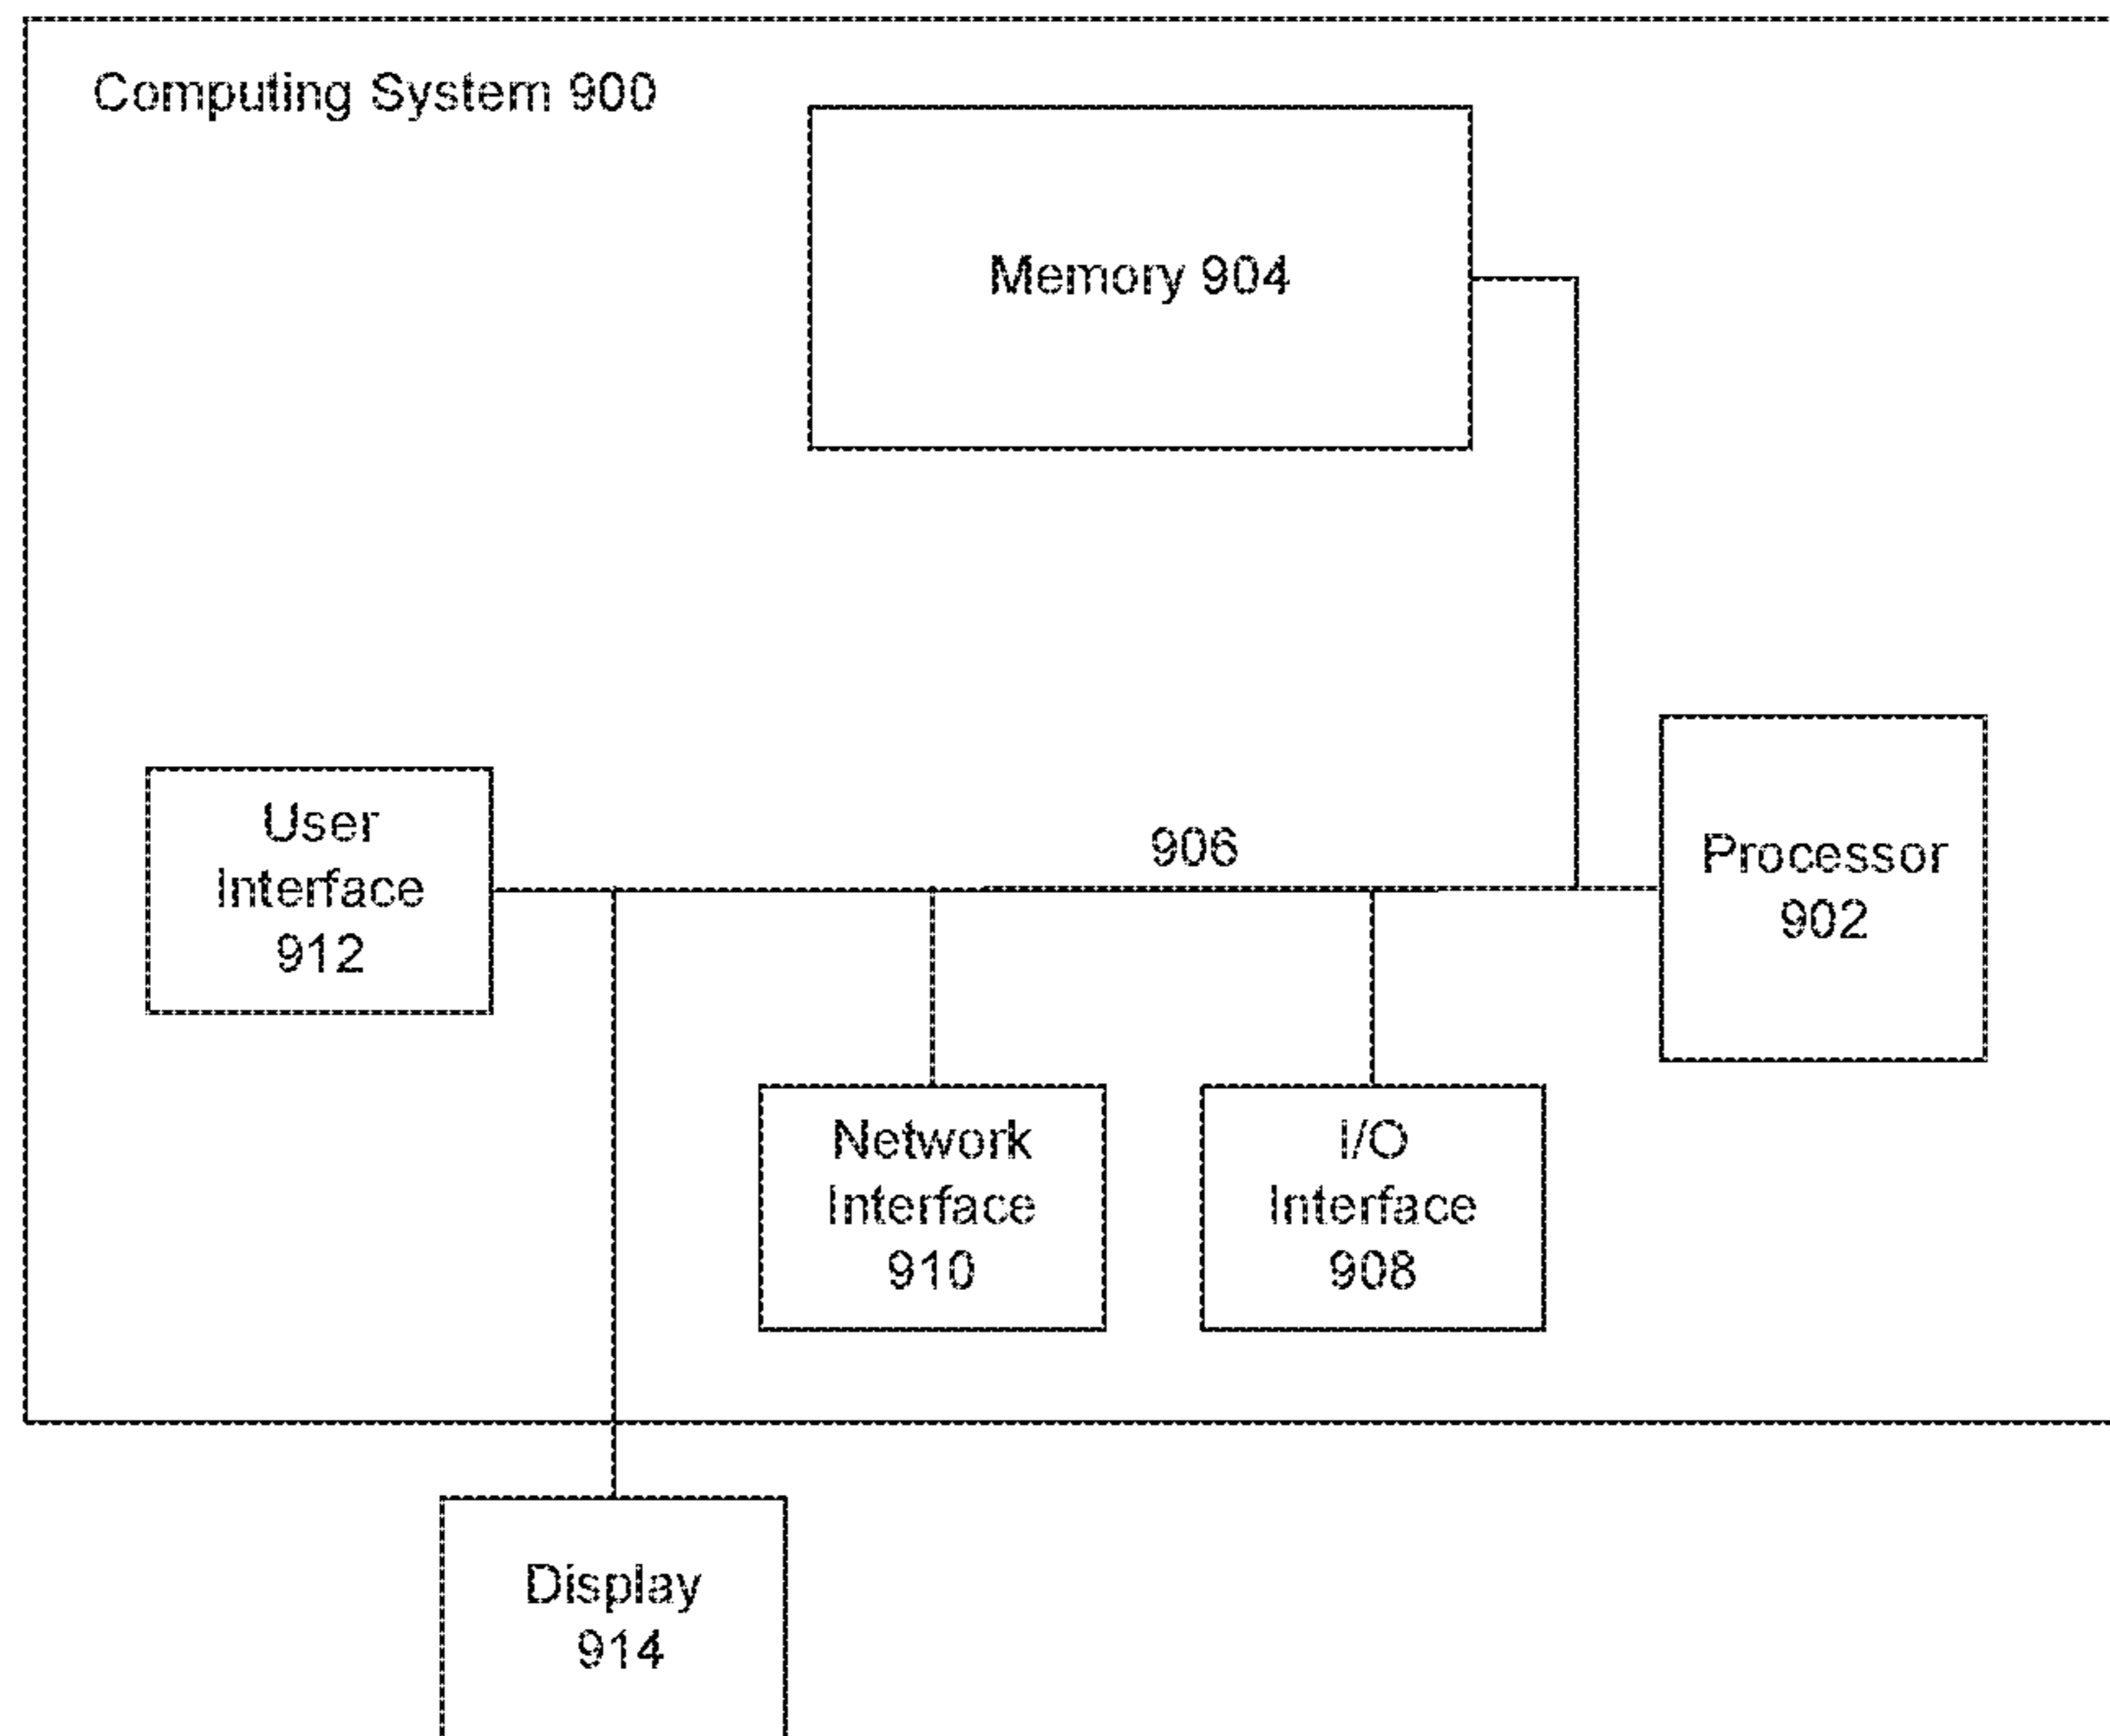 Computing System 900
Memory 904
User
Interface
912
906
Processor
902
Network
Interface
910
I/O
Interface
908
Display
914